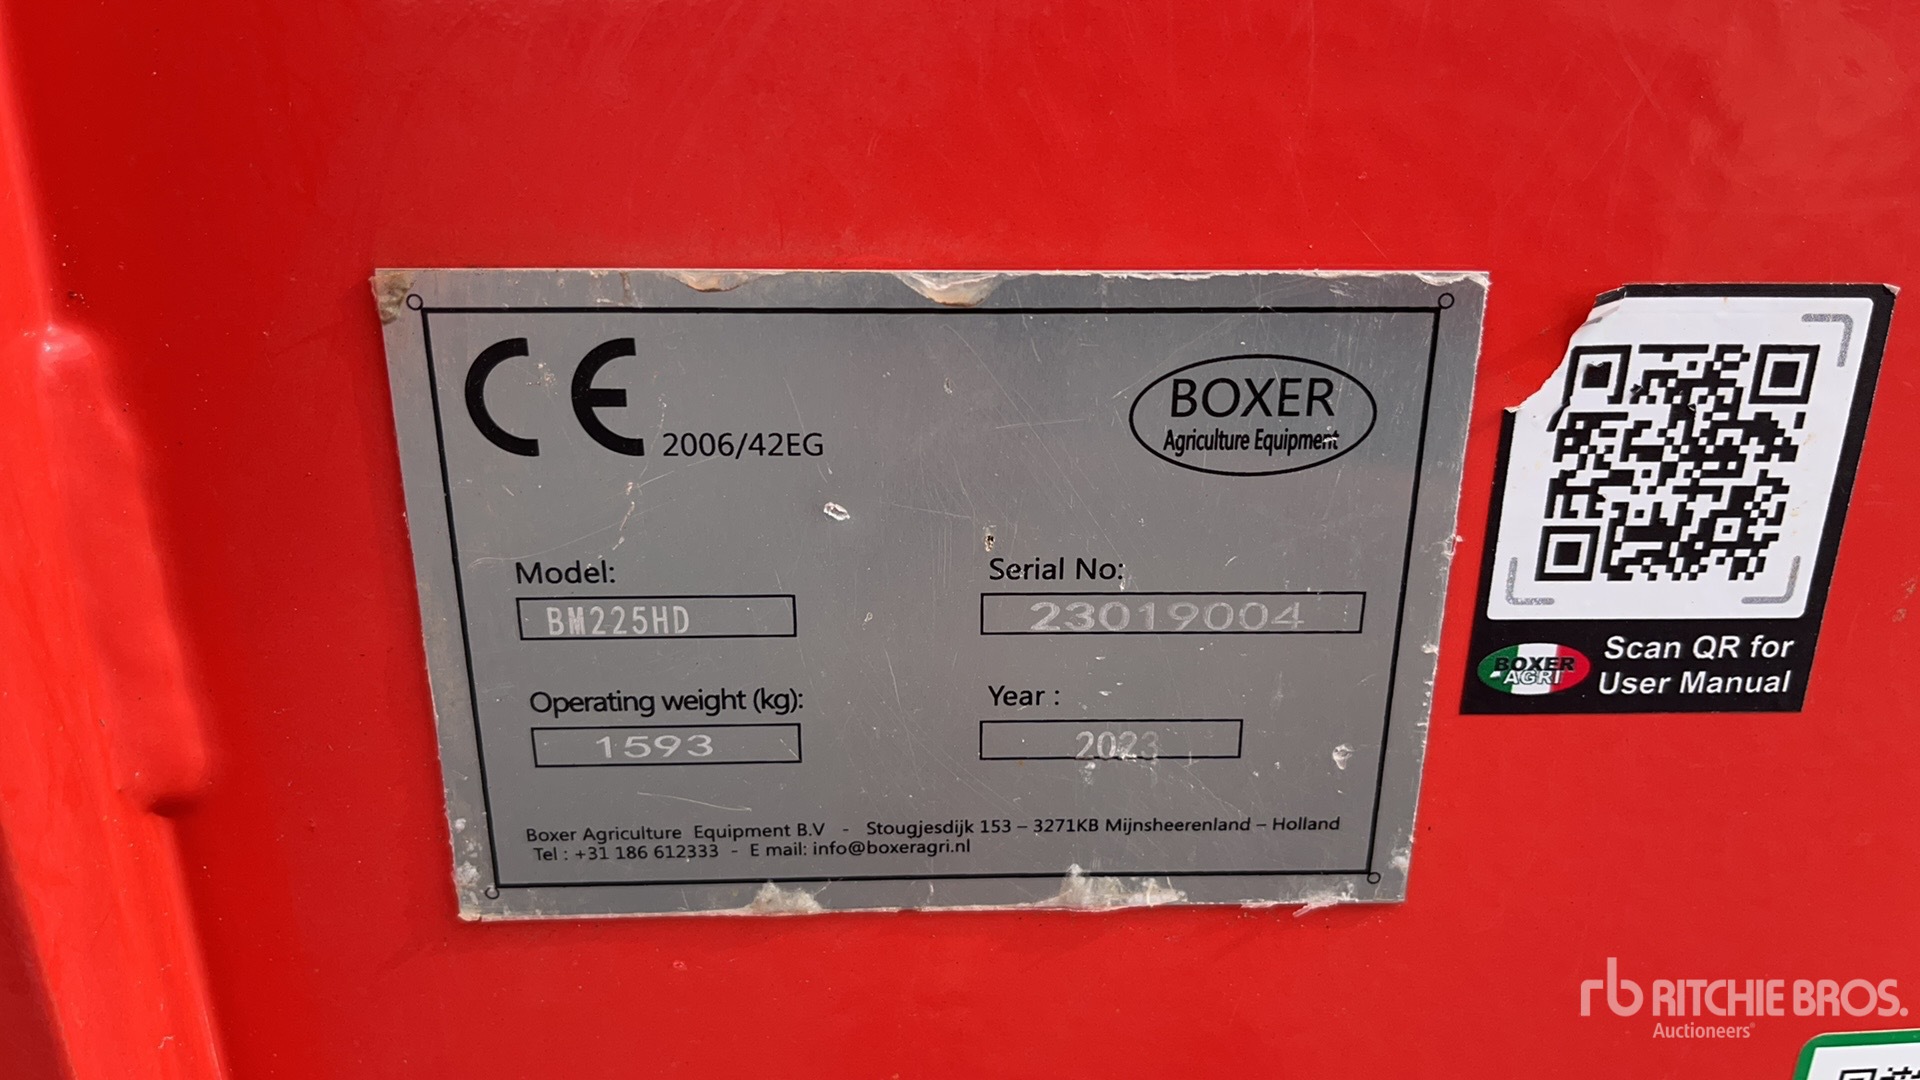 CE 2006/42EG
BOXER
Agriculture Equipment
Model:
BM225HD
Serial No:
23019004
Operating weight (kg):
1593
Year :
2023
Boxer Agriculture Equipment B.V - Stougjesdijk 153 – 3271KB Mijnsheerenland – Holland
Tel : +31 186 612333 - E mail: info@boxeragri.nl
BOXER
AGRI
Scan QR for
User Manual
rb RITCHIE BROS.
Auctioneers